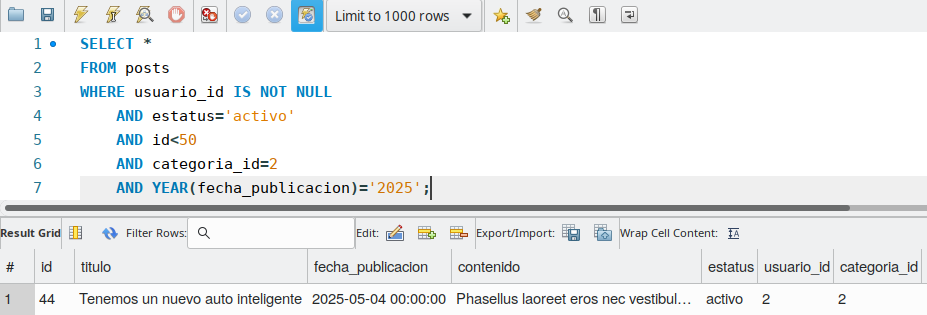 Limit to 1000 rows
1 SELECT *
2 FROM posts
3 WHERE usuario_id IS NOT NULL
4 AND estatus='activo'
5 AND id<50
6 AND categoria_id=2
7 AND YEAR(fecha_publicacion)='2025';
Result Grid Filter Rows: Edit: Export/Import: Wrap Cell Content: IA
# id titulo fecha_publicacion contenido estatus usuario_id categoria_id
1 44 Tenemos un nuevo auto inteligente 2025-05-04 00:00:00 Phasellus laoreet eros nec vestibul... activo 2 2